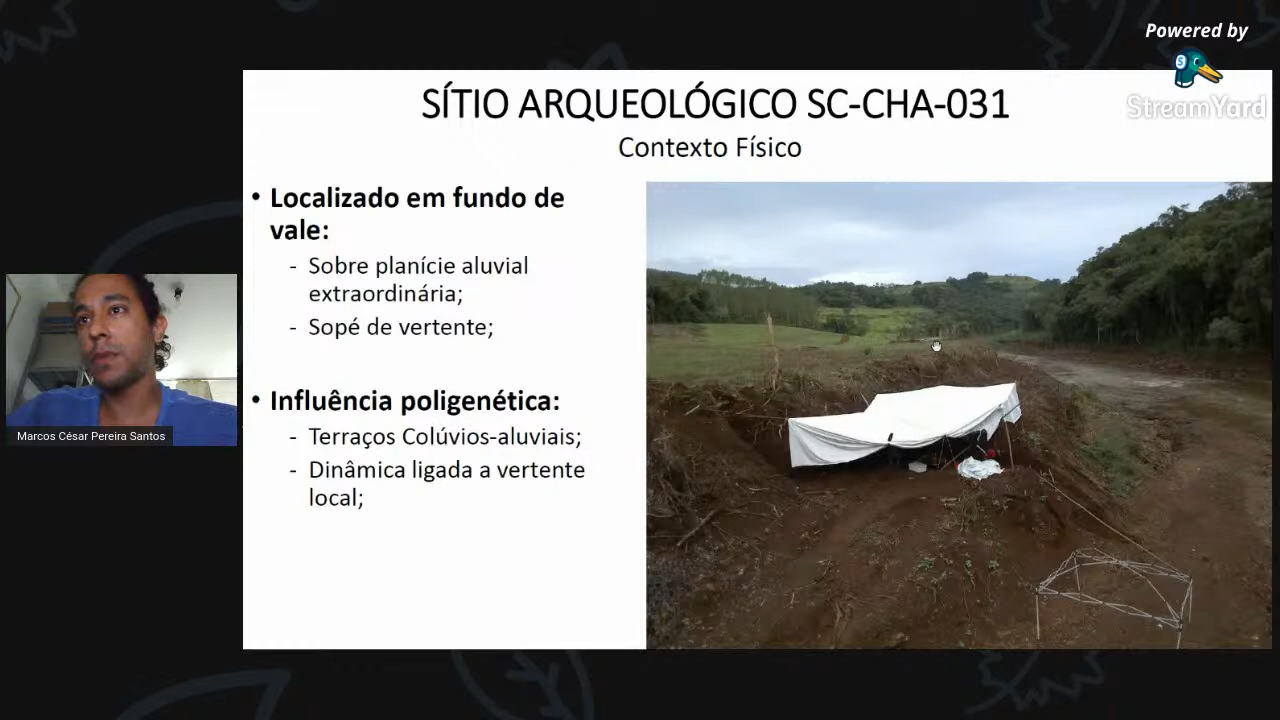 Powered by
StreamYard
SÍTIO ARQUEOLÓGICO SC-CHA-031
Contexto Físico
• Localizado em fundo de
vale:
- Sobre planície aluvial
extraordinária;
- Sopé de vertente;
• Influência poligenética:
- Terraços Colúvios-aluviais;
- Dinâmica ligada a vertente
local;
Marcos César Pereira Santos